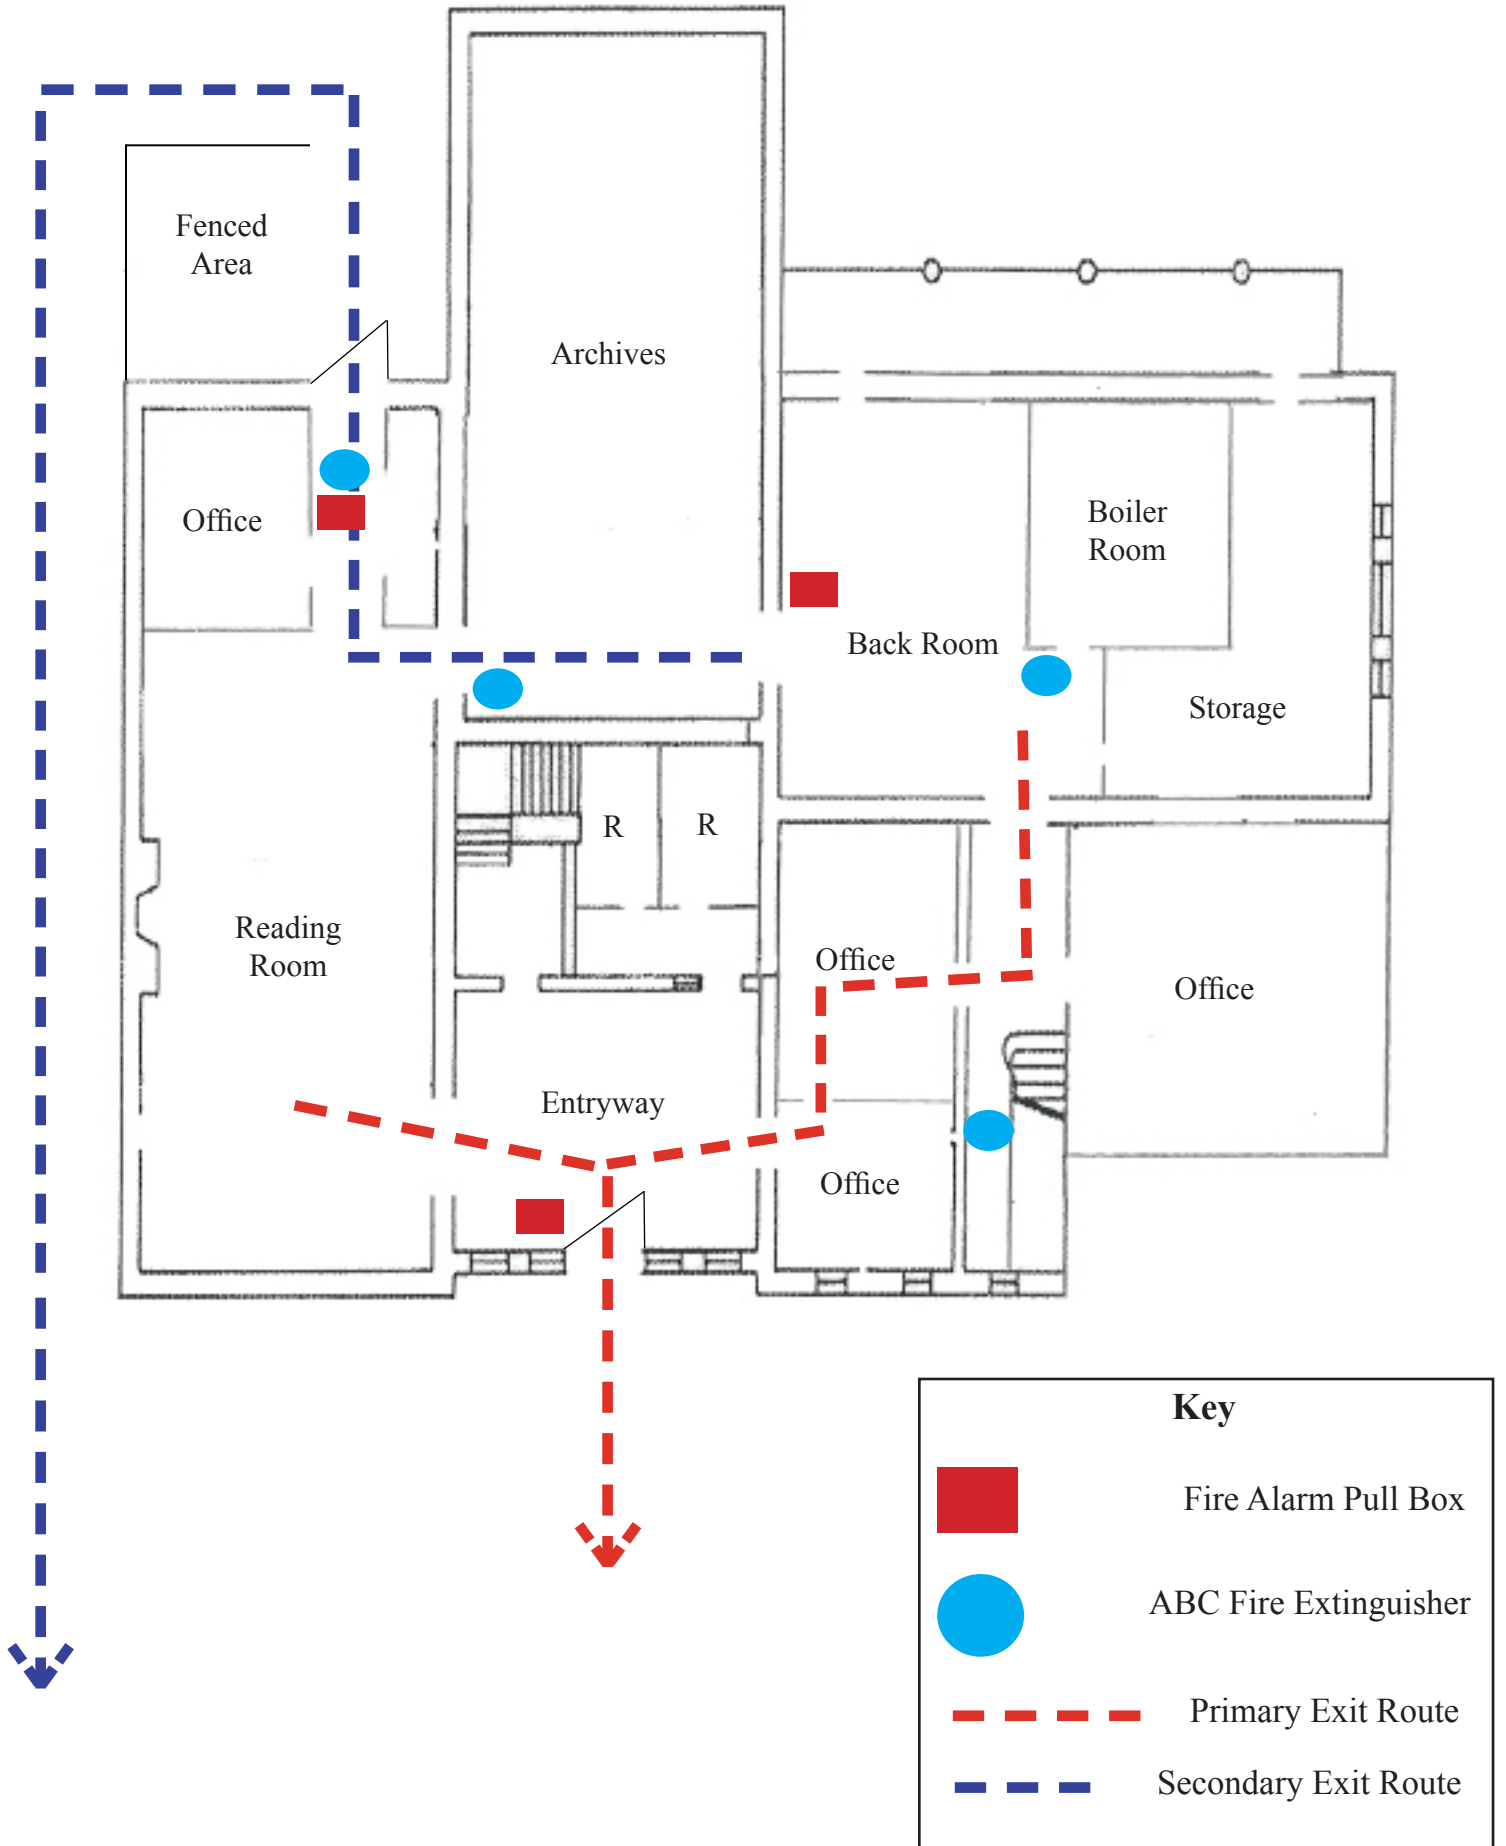 Fenced
Area
Archives
Office
Boiler
Room
Back Room
Storage
R
R
Reading
Room
Office
Office
Entryway
Office
Key
Fire Alarm Pull Box
ABC Fire Extinguisher
Primary Exit Route
Secondary Exit Route